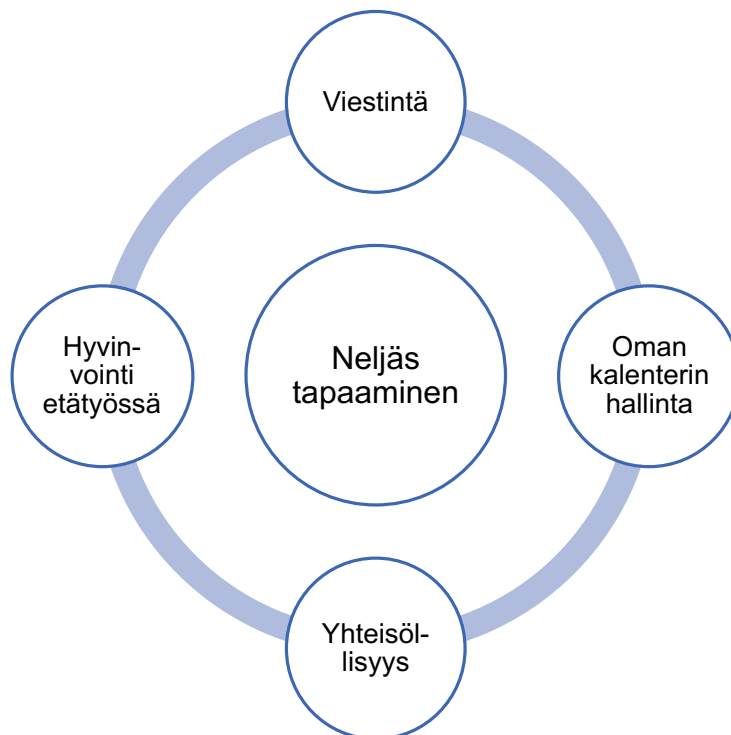 Viestintä
Hyvin-
vointi
etätyössä
Neljäs
tapaaminen
Oman
kalenterin
hallinta
Yhteisöl-
lisyys